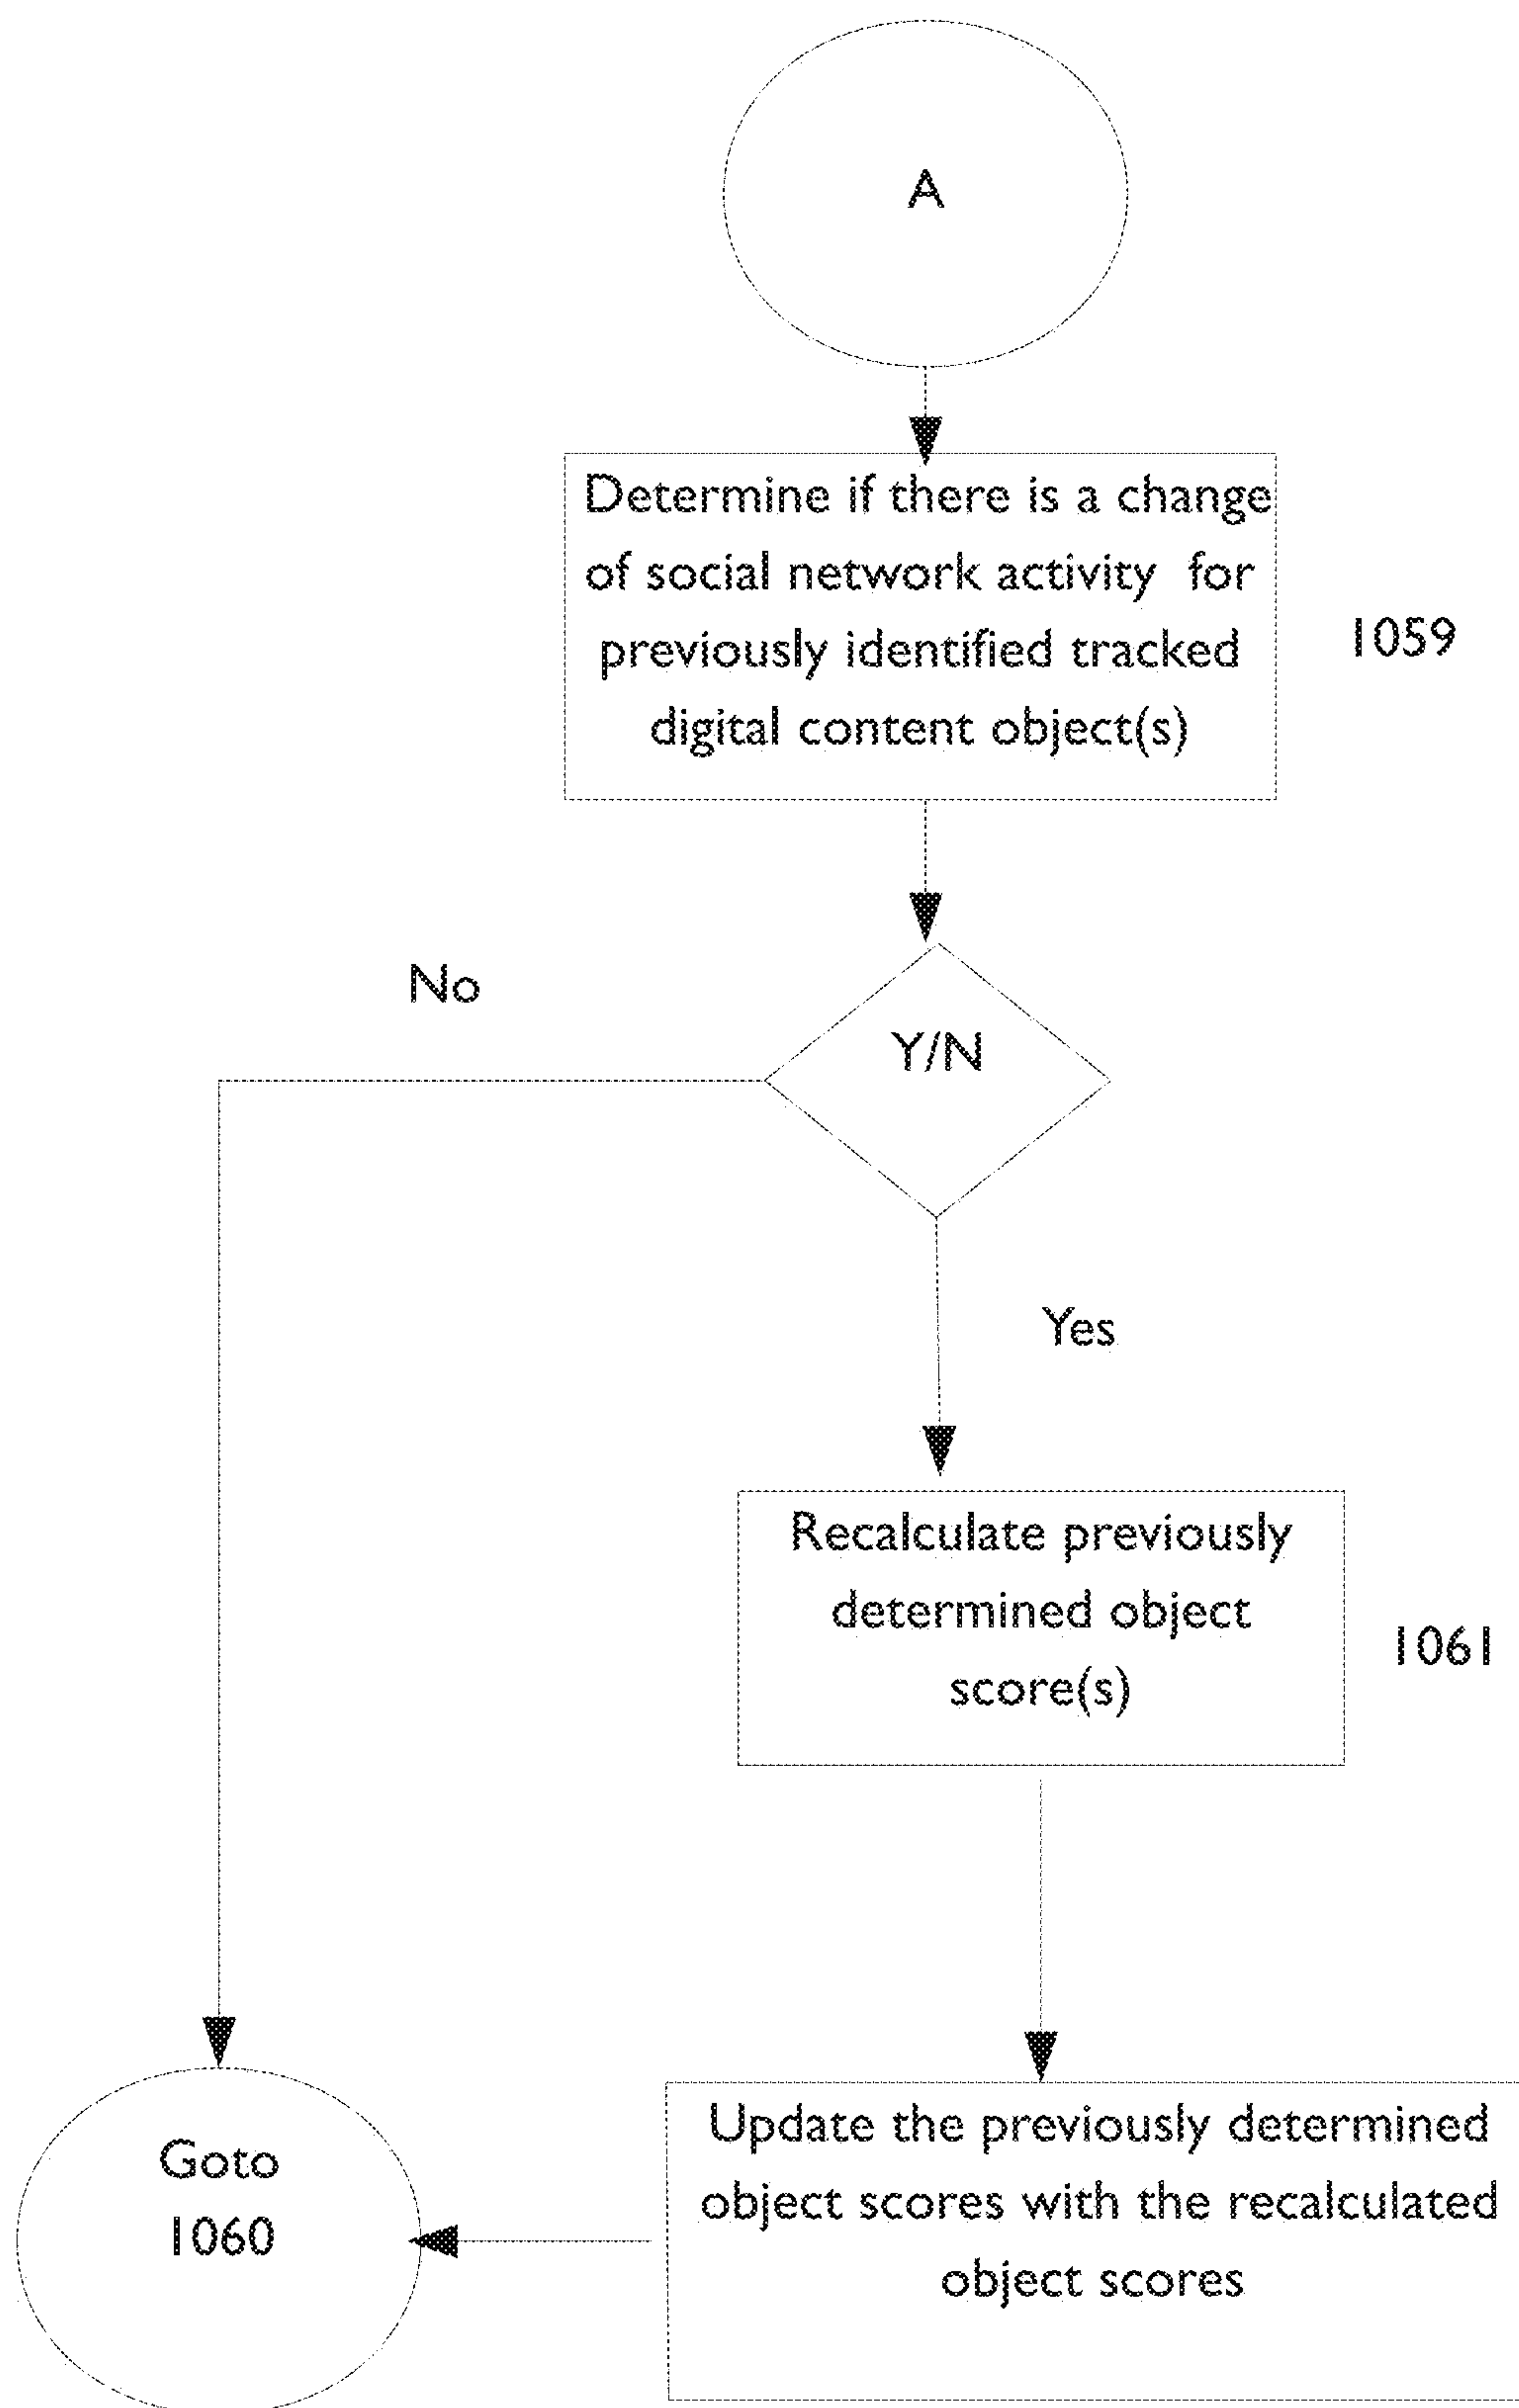 A
Determine if there is a change
of social network activity for
previously identified tracked
digital content object(s)
1059
No
Y/N
Yes
Recalculate previously
determined object
score(s)
1061
Goto
1060
Update the previously determined
object scores with the recalculated
object scores